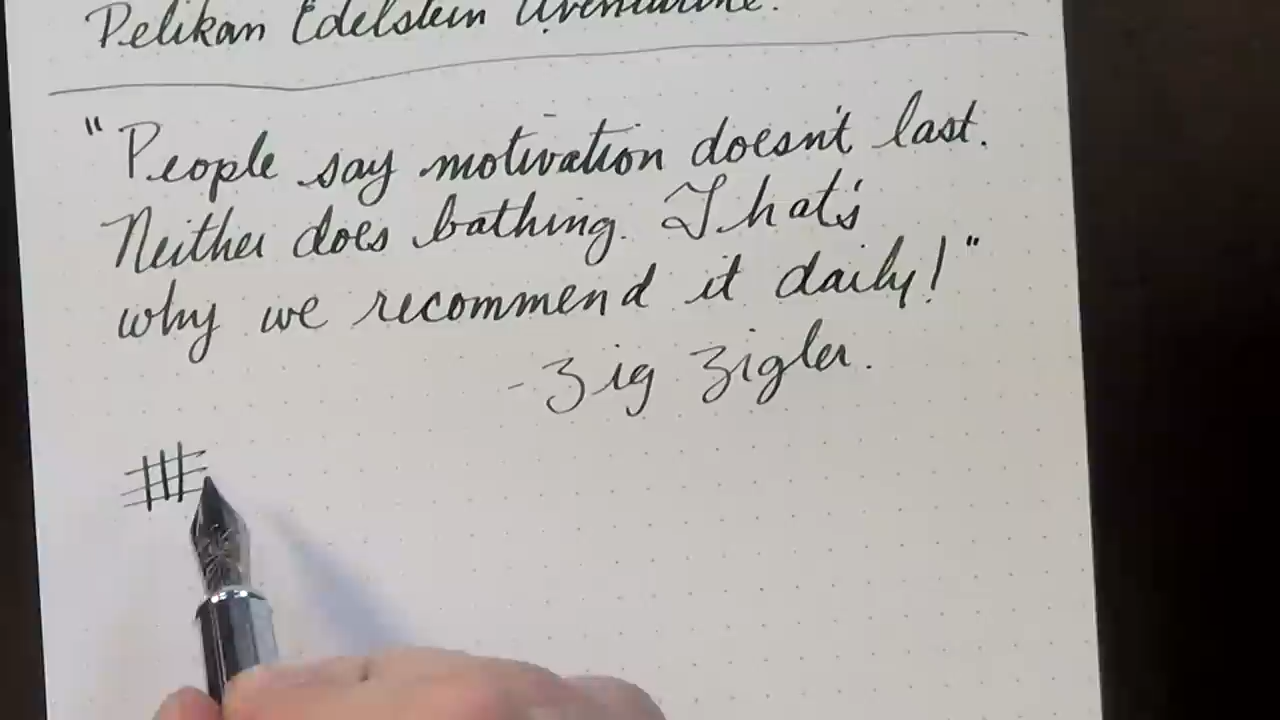 Pelikan Edelstein Aventurine.
"People say motivation doesn't last.
Neither does bathing. That's
why we recommend it daily!"
- Zig Zigler.